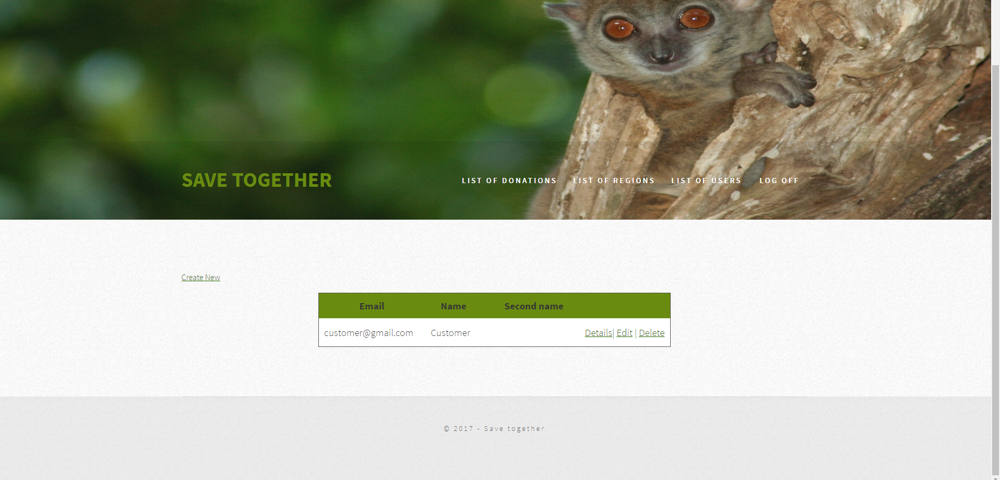 SAVE TOGETHER
LIST OF DONATIONS LIST OF REGIONS LIST OF USERS LOG OFF
Create New
Email Name Second name
customer@gmail.com Customer Details| Edit | Delete
© 2017 - Save together